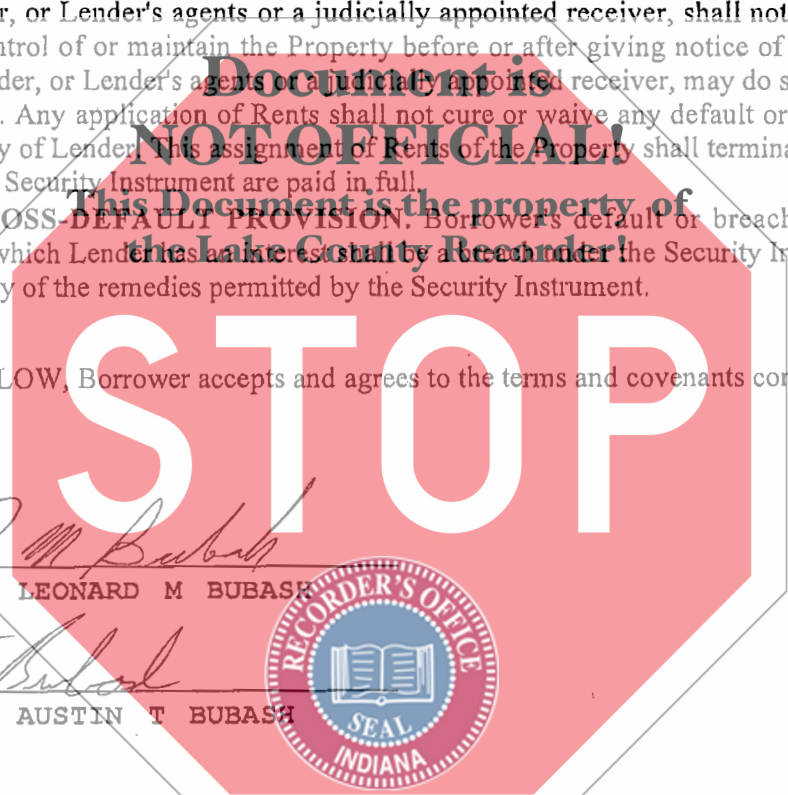 r, or Lender's agents or a judicially appointed receiver, shall not
ntrol of or maintain the Property before or after giving notice of
der, or Lender's agents or a judicially appointed receiver, may do s
. Any application of Rents shall not cure or waive any default or
y of Lender. This assignment of Rents of the Property shall termina
Security Instrument are paid in full.
OSS-DEFAULT PROVISION. Borrower's default or breach
which Lender has an interest shall be a breach under the Security In
y of the remedies permitted by the Security Instrument.
LOW, Borrower accepts and agrees to the terms and covenants con
Document is
NOT OFFICIAL!
This Document is the property of
the Lake County Recorder!
STOP
M Bubash
LEONARD M BUBASH
Bubash
AUSTIN T BUBASH
RECORDER'S OFFICE
SEAL
INDIANA